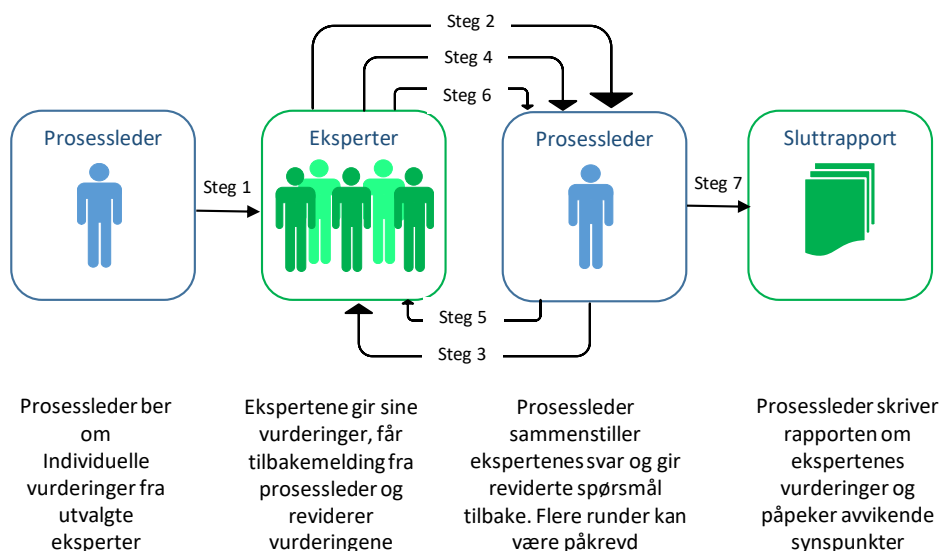 Steg 2
Steg 4
Steg 6
Prosessleder
Eksperter
Prosessleder
Sluttrapport
Steg 1
Steg 7
Steg 5
Steg 3
Prosessleder ber
om
Individuelle
vurderinger fra
utvalgte
eksperter
Ekspertene gir sine
vurderinger, får
tilbakemelding fra
prosessleder og
reviderer
vurderingene
Prosessleder
sammenstiller
ekspertenes svar og gir
reviderte spørsmål
tilbake. Flere runder kan
være påkrevd
Prosessleder skriver
rapporten om
ekspertenes
vurderinger og
påpeker avvikende
synspunkter